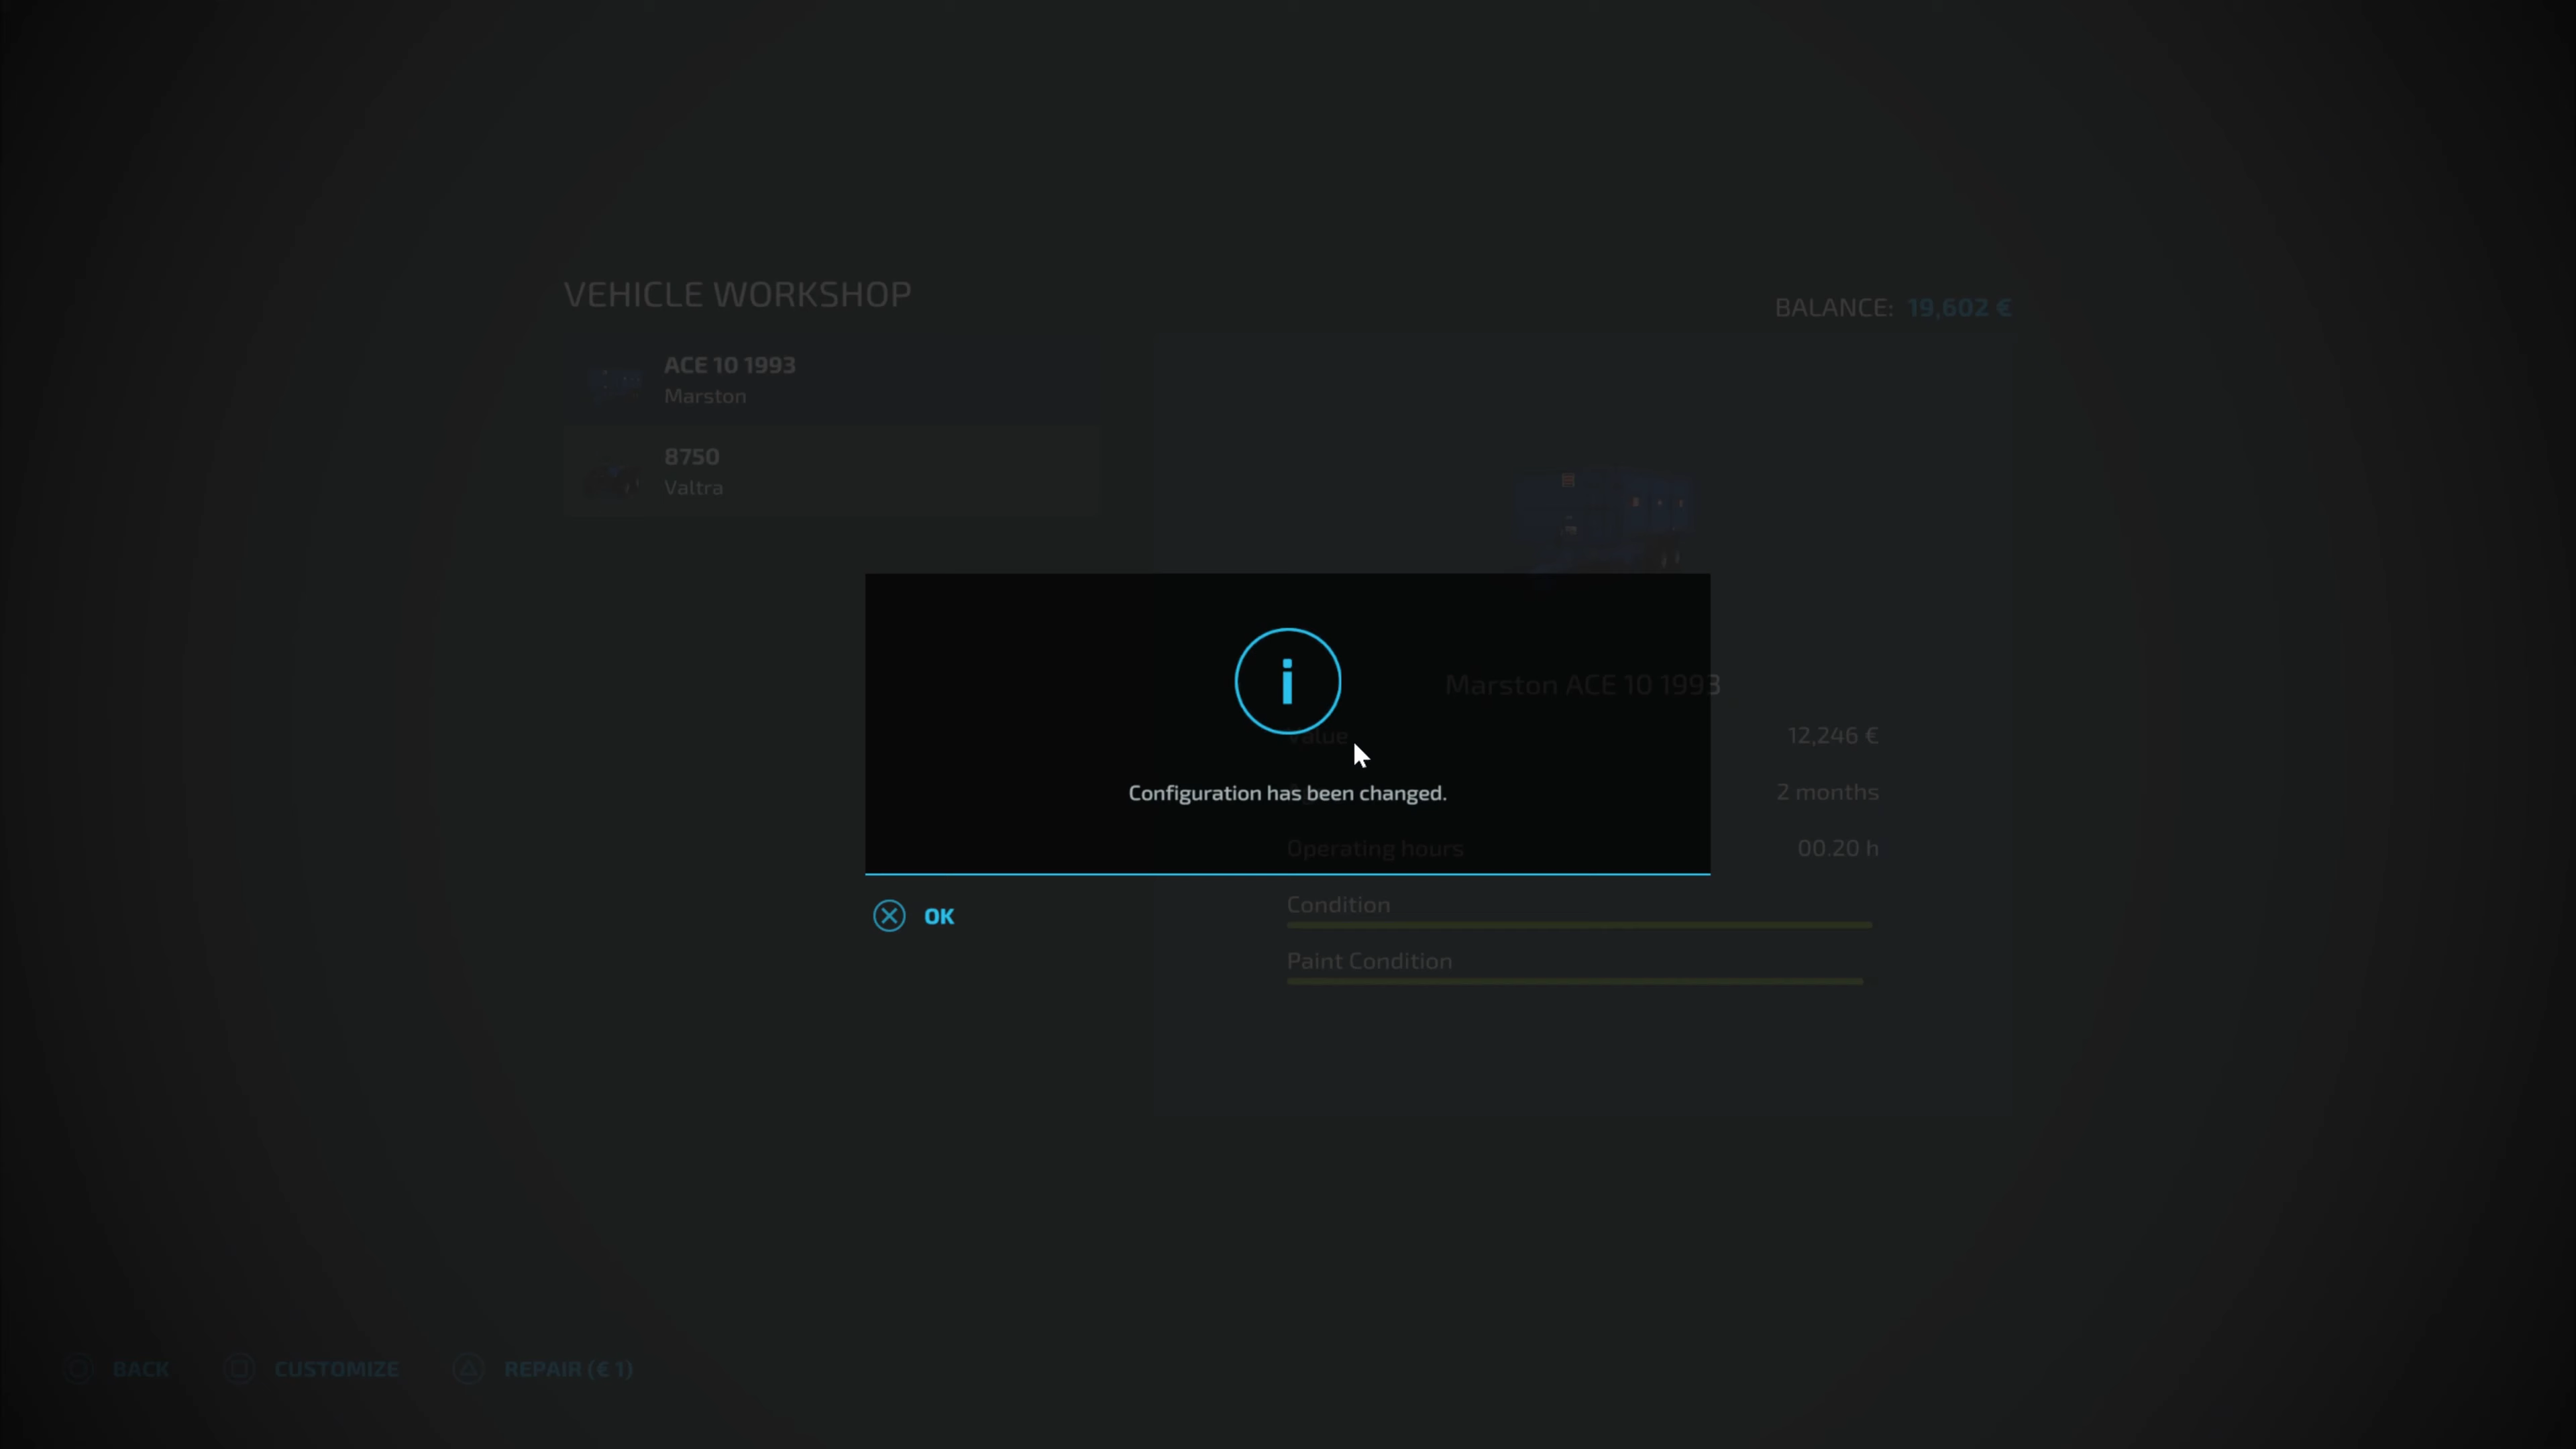 VEHICLE WORKSHOP
BALANCE: 19,602 €
ACE 10 1993
Marston
8750
Valtra
Marston ACE 10 1993
Value 12,246 €
Configuration has been changed.
2 months
Operating hours 00.20 h
Condition
OK
Paint Condition
BACK CUSTOMIZE REPAIR (€ 1)